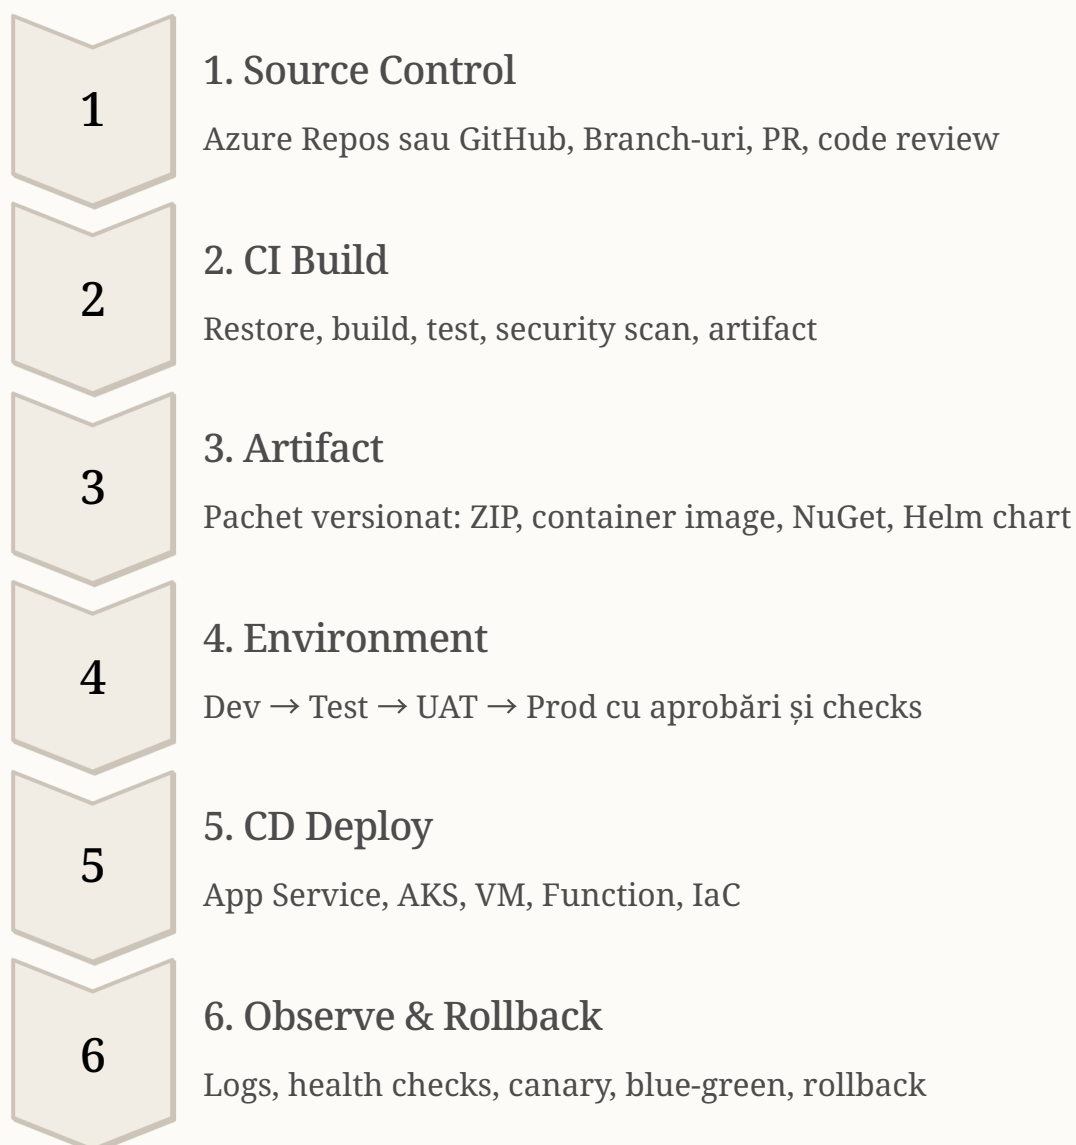 1
1. Source Control
Azure Repos sau GitHub, Branch-uri, PR, code review
2
2. CI Build
Restore, build, test, security scan, artifact
3
3. Artifact
Pachet versionat: ZIP, container image, NuGet, Helm chart
4
4. Environment
Dev → Test → UAT → Prod cu aprobări și checks
5
5. CD Deploy
App Service, AKS, VM, Function, IaC
6
6. Observe & Rollback
Logs, health checks, canary, blue-green, rollback